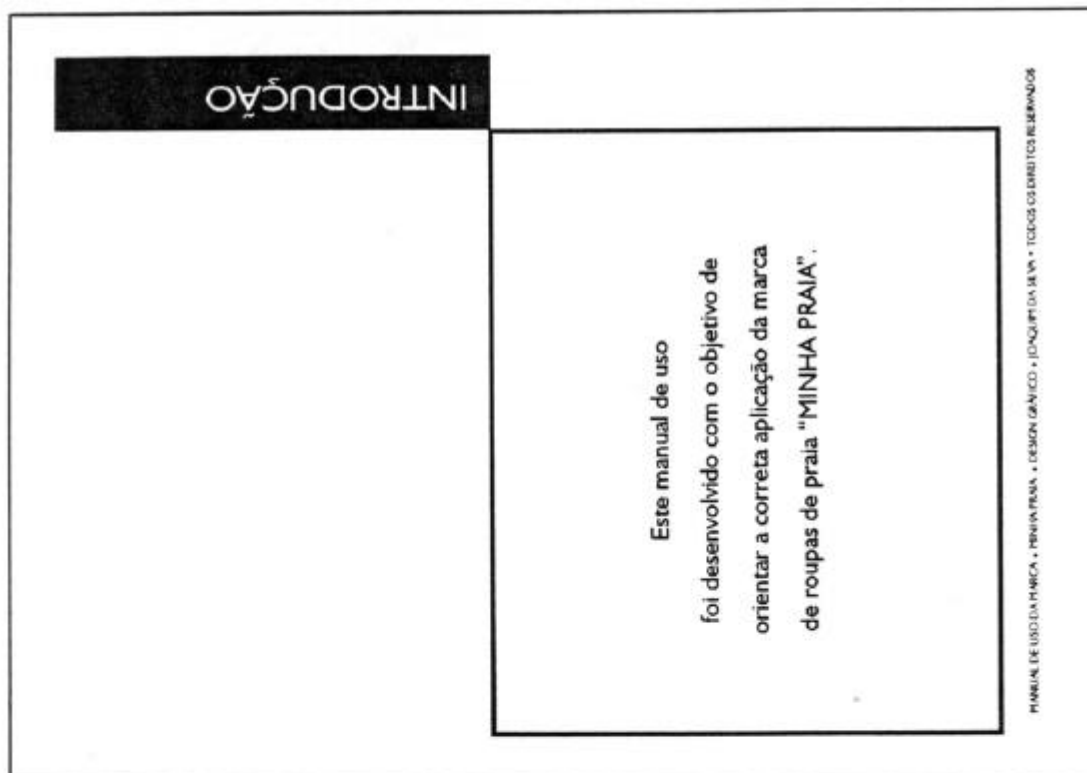 INTRODUÇÃO
Este manual de uso
foi desenvolvido com o objetivo de
orientar a correta aplicação da marca
de roupas de praia "MINHA PRAIA".
MANUAL DE USO DA MARCA • MINHA PRAIA • DESIGN GRÁFICO • JOAQUIM DA SILVA • TODOS OS DIREITOS RESERVADOS